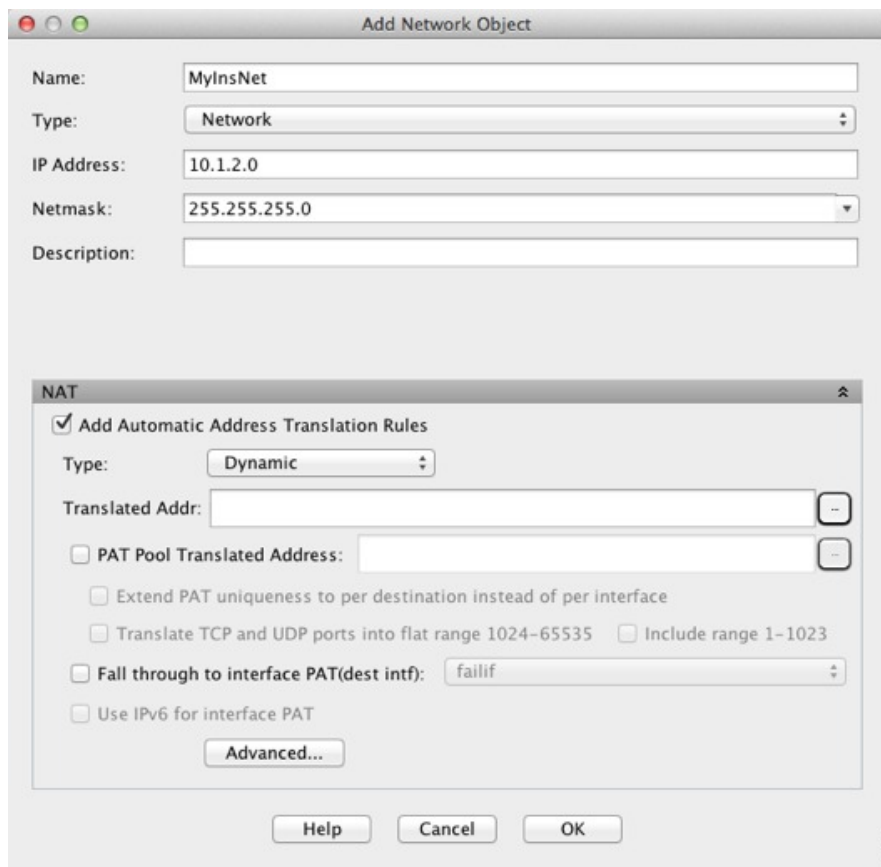 Add Network Object
Name: MyInsNet
Type: Network
IP Address: 10.1.2.0
Netmask: 255.255.255.0
Description:
NAT
Add Automatic Address Translation Rules
Type: Dynamic
Translated Addr: ...
PAT Pool Translated Address: ...
Extend PAT uniqueness to per destination instead of per interface
Translate TCP and UDP ports into flat range 1024-65535 Include range 1-1023
Fall through to interface PAT(dest intf): failif
Use IPv6 for interface PAT
Advanced...
Help Cancel OK